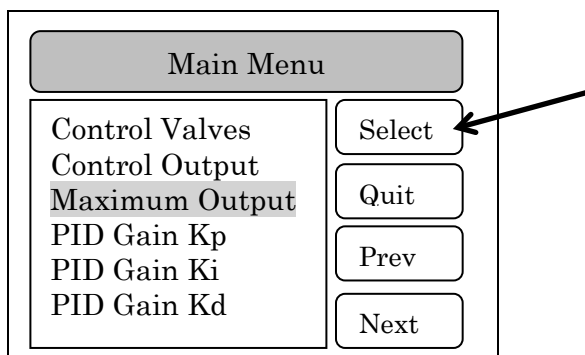 Main Menu
Control Valves
Control Output
Maximum Output
PID Gain Kp
PID Gain Ki
PID Gain Kd
Select
Quit
Prev
Next